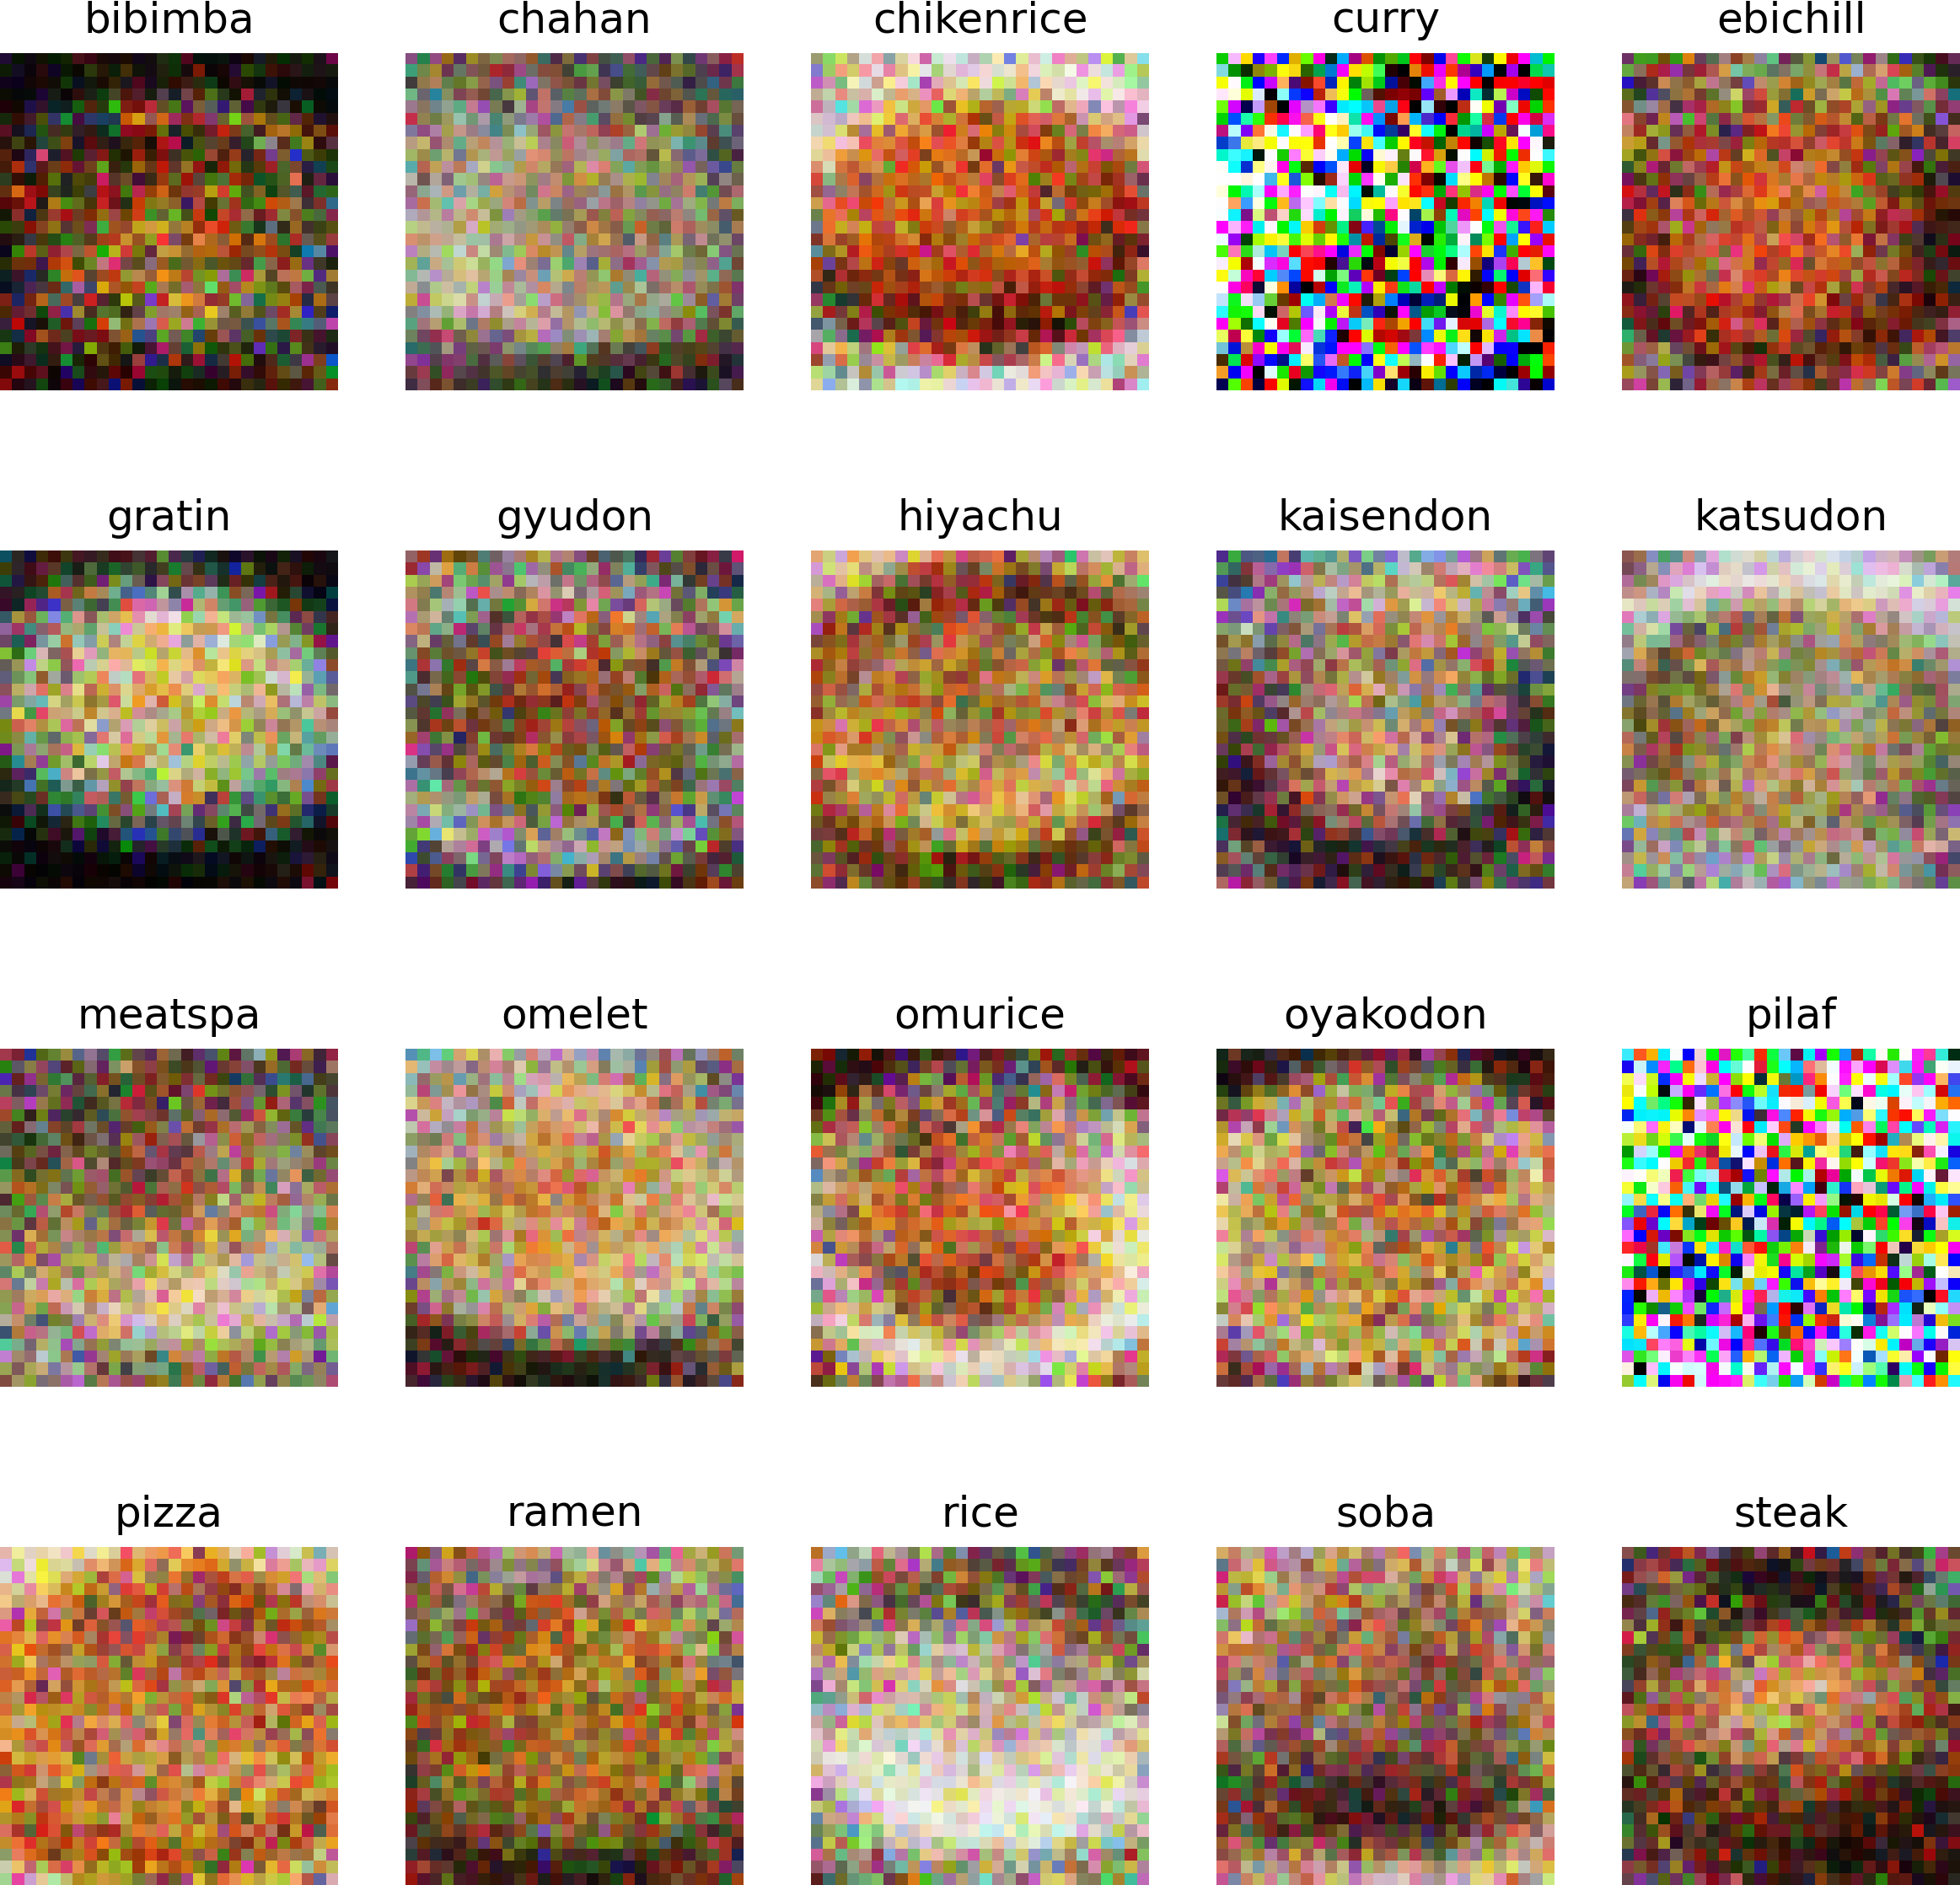 bibimba chahan chikenrice curry ebichill
gratin gyudon hiyachu kaisendon katsudon
meatspa omelet omurice oyakodon pilaf
pizza ramen rice soba steak